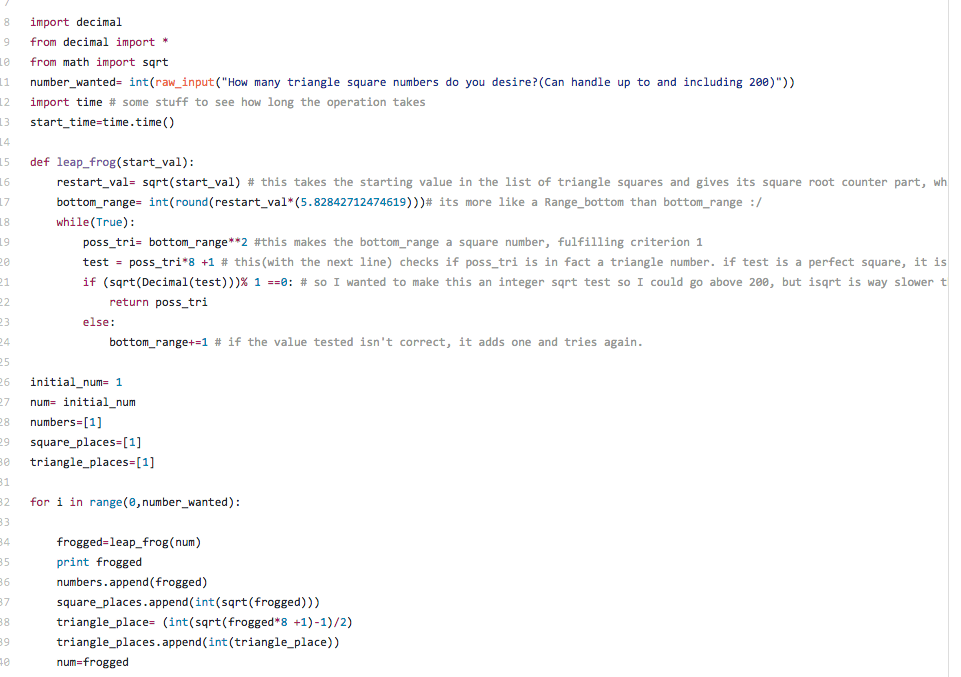 7
8 import decimal
9 from decimal import *
10 from math import sqrt
11 number_wanted= int(raw_input("How many triangle square numbers do you desire?(Can handle up to and including 200)"))
12 import time # some stuff to see how long the operation takes
13 start_time=time.time()
14
15 def leap_frog(start_val):
16 restart_val= sqrt(start_val) # this takes the starting value in the list of triangle squares and gives its square root counter part, wh
17 bottom_range= int(round(restart_val*(5.82842712474619)))# its more like a Range_bottom than bottom_range :/
18 while(True):
19 poss_tri= bottom_range**2 #this makes the bottom_range a square number, fulfilling criterion 1
20 test = poss_tri*8 +1 # this(with the next line) checks if poss_tri is in fact a triangle number. if test is a perfect square, it is
21 if (sqrt(Decimal(test)))% 1 ==0: # so I wanted to make this an integer sqrt test so I could go above 200, but isqrt is way slower t
22 return poss_tri
23 else:
24 bottom_range+=1 # if the value tested isn't correct, it adds one and tries again.
25
26 initial_num= 1
27 num= initial_num
28 numbers=[1]
29 square_places=[1]
30 triangle_places=[1]
31
32 for i in range(0,number_wanted):
33
34 frogged=leap_frog(num)
35 print frogged
36 numbers.append(frogged)
37 square_places.append(int(sqrt(frogged)))
38 triangle_place= (int(sqrt(frogged*8 +1)-1)/2)
39 triangle_places.append(int(triangle_place))
40 num=frogged